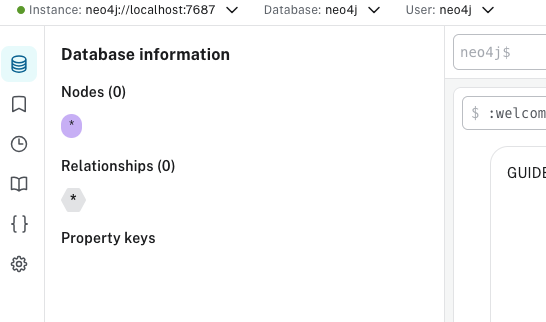 Instance: neo4j://localhost:7687 Database: neo4j User: neo4j
Database information
neo4j$
Nodes (0)
*
$ :welcom
Relationships (0)
*
GUIDE
Property keys